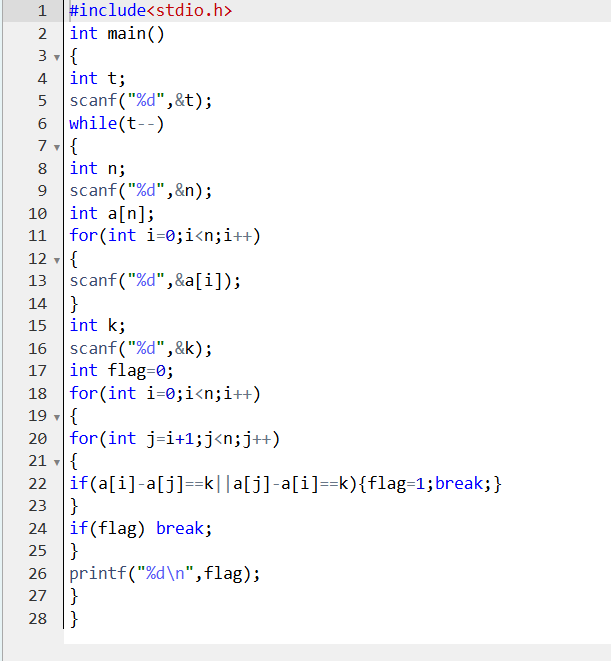 1 #include<stdio.h>
2 int main()
3 {
4 int t;
5 scanf("%d",&t);
6 while(t--)
7 {
8 int n;
9 scanf("%d",&n);
10 int a[n];
11 for(int i=0;i<n;i++)
12 {
13 scanf("%d",&a[i]);
14 }
15 int k;
16 scanf("%d",&k);
17 int flag=0;
18 for(int i=0;i<n;i++)
19 {
20 for(int j=i+1;j<n;j++)
21 {
22 if(a[i]-a[j]==k||a[j]-a[i]==k){flag=1;break;}
23 }
24 if(flag) break;
25 }
26 printf("%d\n",flag);
27 }
28 }